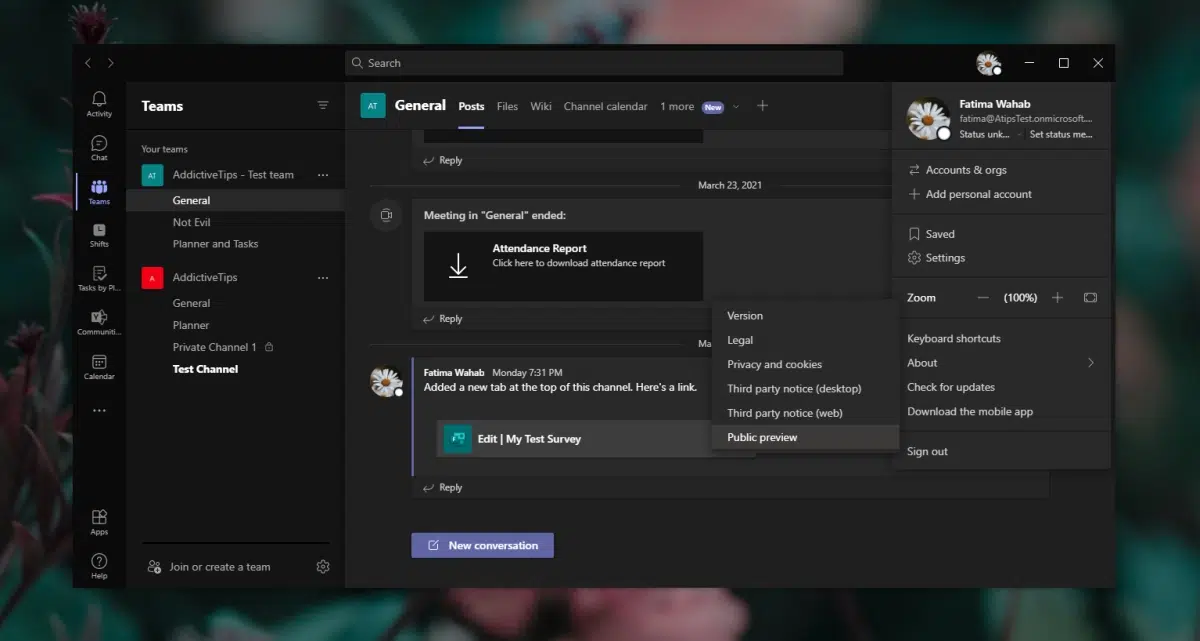 Search
Activity
Chat
Teams
Shifts
Tasks by Pl...
Communiti...
Calendar
Apps
Help
Teams
Your teams
AT AddictiveTips - Test team
General
Not Evil
Planner and Tasks
A AddictiveTips
General
Planner
Private Channel 1
Test Channel
Join or create a team
AT General Posts Files Wiki Channel calendar 1 more New
Reply
March 23, 2021
Meeting in "General" ended:
Attendance Report
Click here to download attendance report
Reply
Ma
Fatima Wahab Monday 7:31 PM
Added a new tab at the top of this channel. Here's a link.
Edit | My Test Survey
Reply
New conversation
Version
Legal
Privacy and cookies
Third party notice (desktop)
Third party notice (web)
Public preview
Fatima Wahab
fatima@AtipsTest.onmicrosoft....
Status unk... Set status me...
Accounts & orgs
Add personal account
Saved
Settings
Zoom (100%)
Keyboard shortcuts
About
Check for updates
Download the mobile app
Sign out